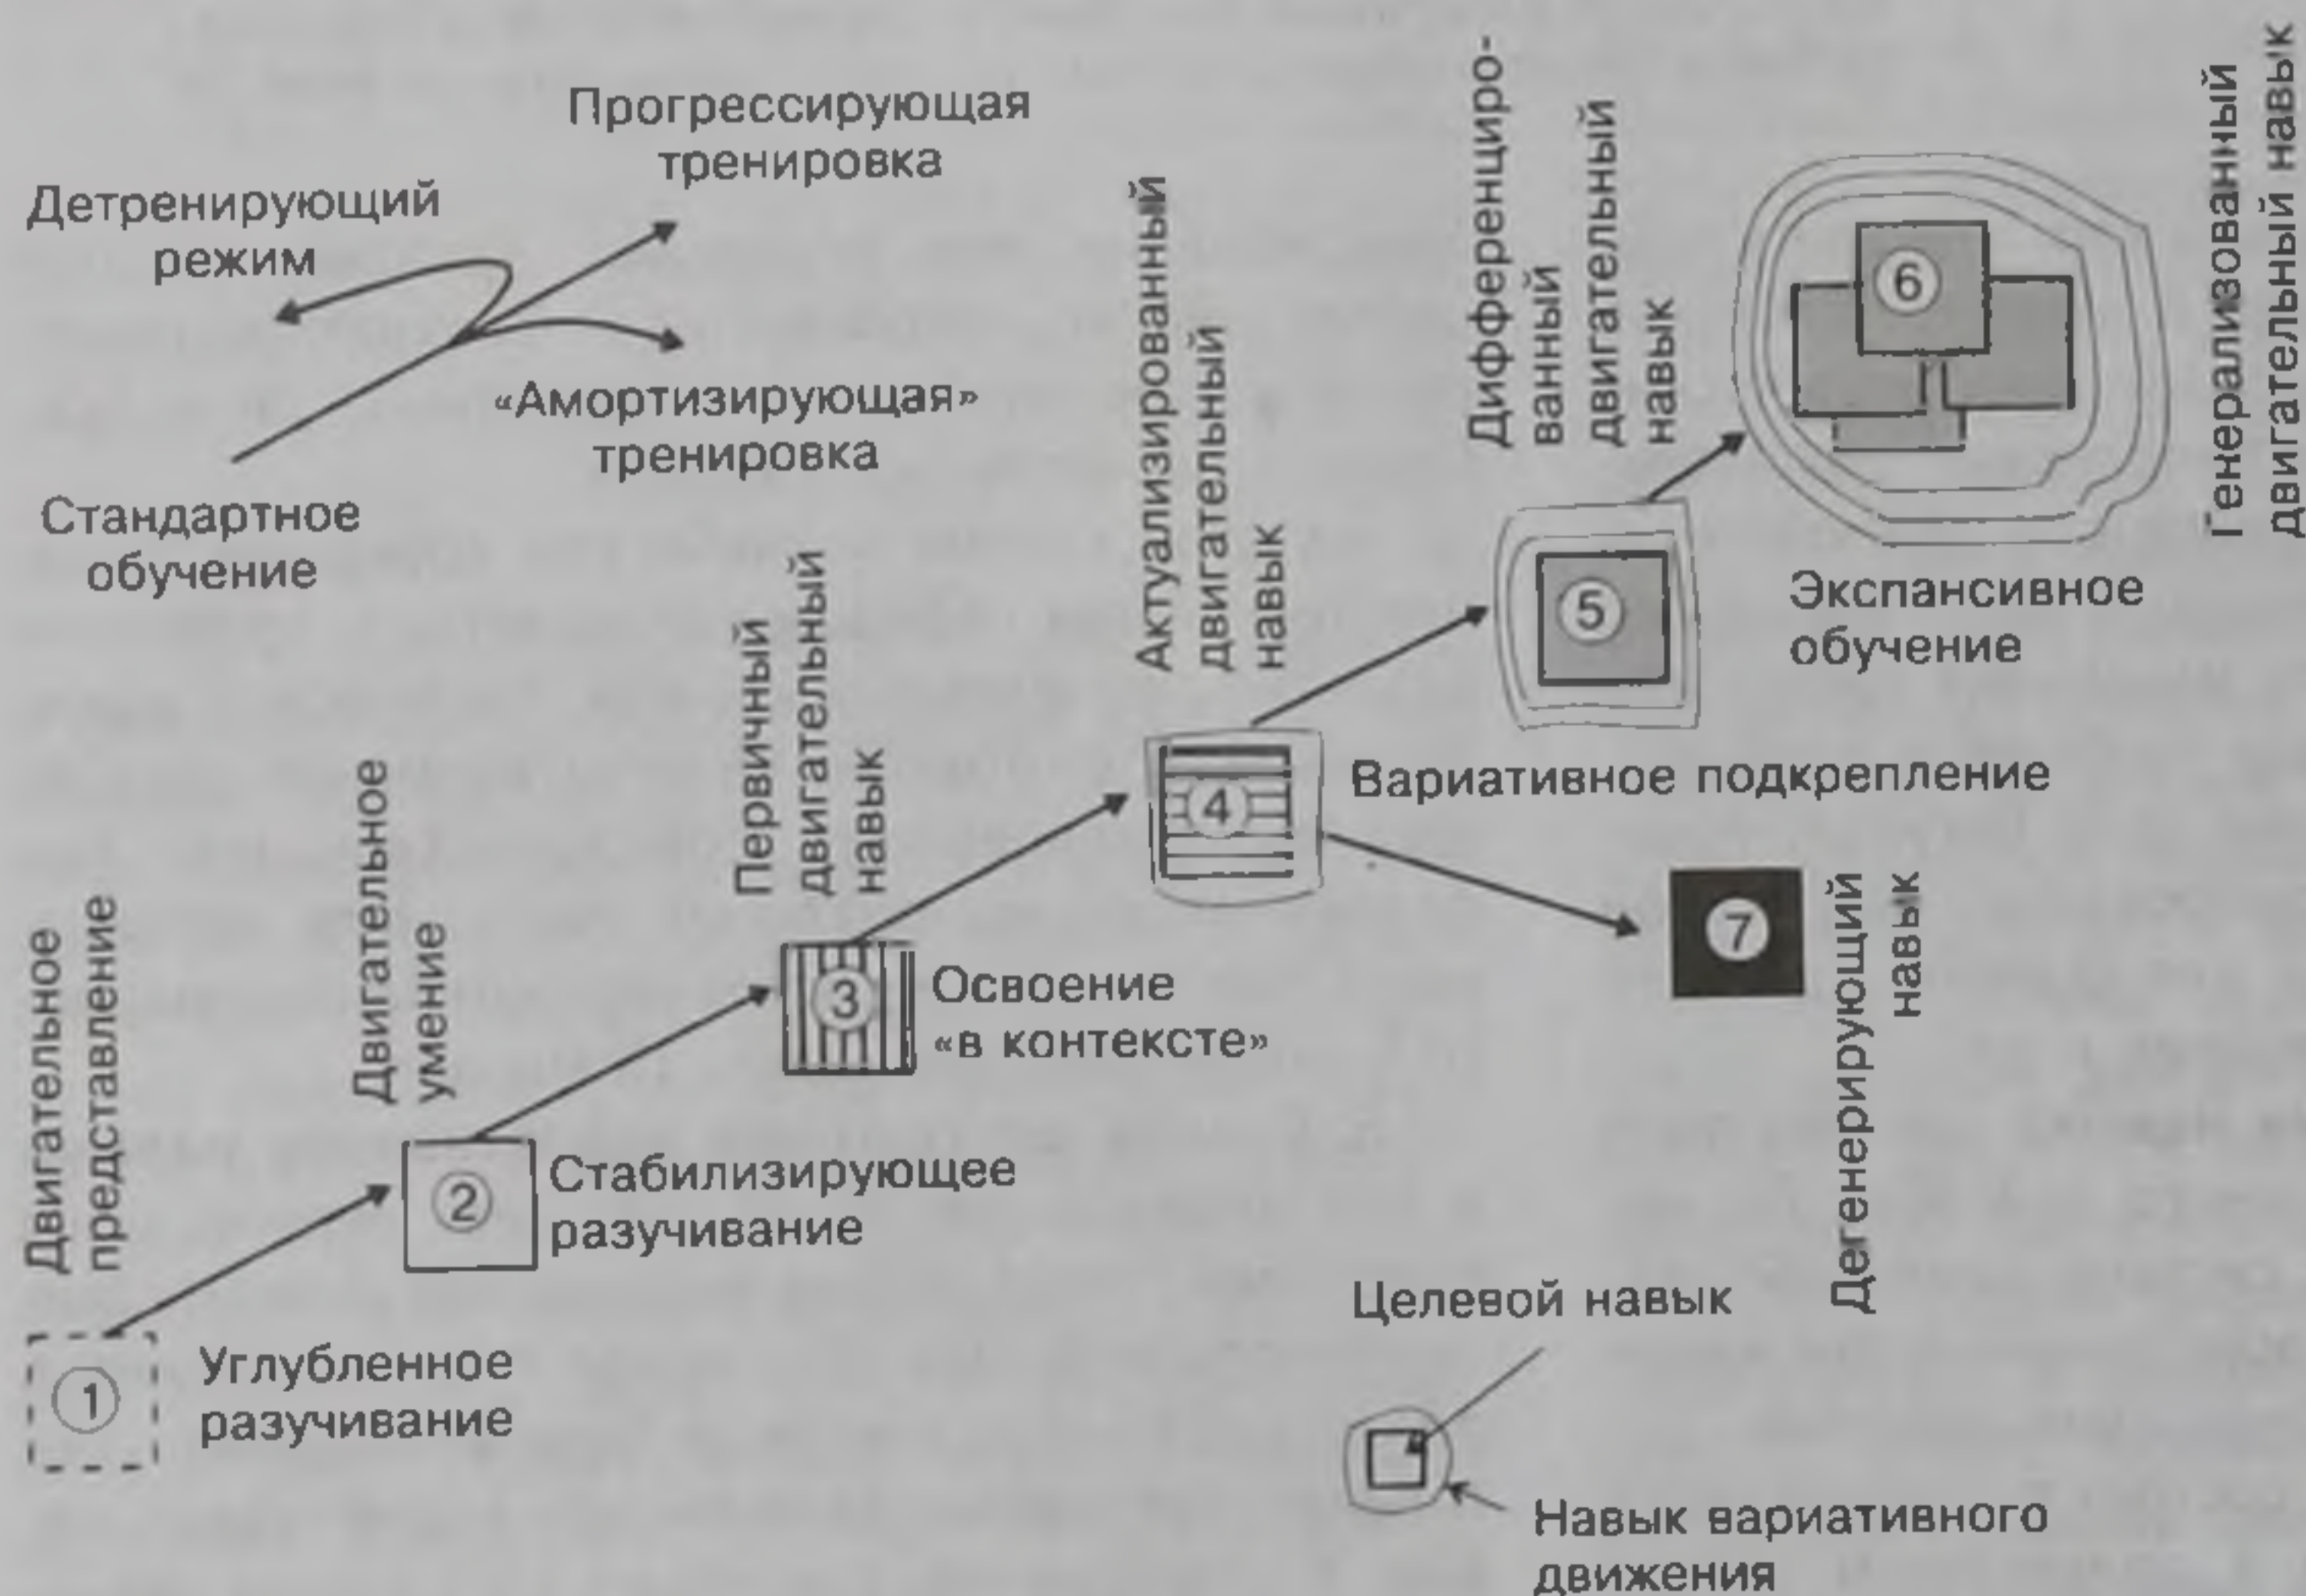 Прогрессирующая
тренировка
Детренирующий
режим
«Амортизирующая»
тренировка
Стандартное
обучение
Двигательное
представление
1
Углубленное
разучивание
Двигательное
умение
2
Стабилизирующее
разучивание
Первичный
двигательный
навык
3
Освоение
«в контексте»
Актуализированный
двигательный
навык
4
Вариативное подкрепление
Дифференциро-
ванный
двигательный
навык
5
Экспансивное
обучение
6
Генерализованный
двигательный навык
7
Дегенерирующий
навык
Целевой навык
Навык вариативного
движения